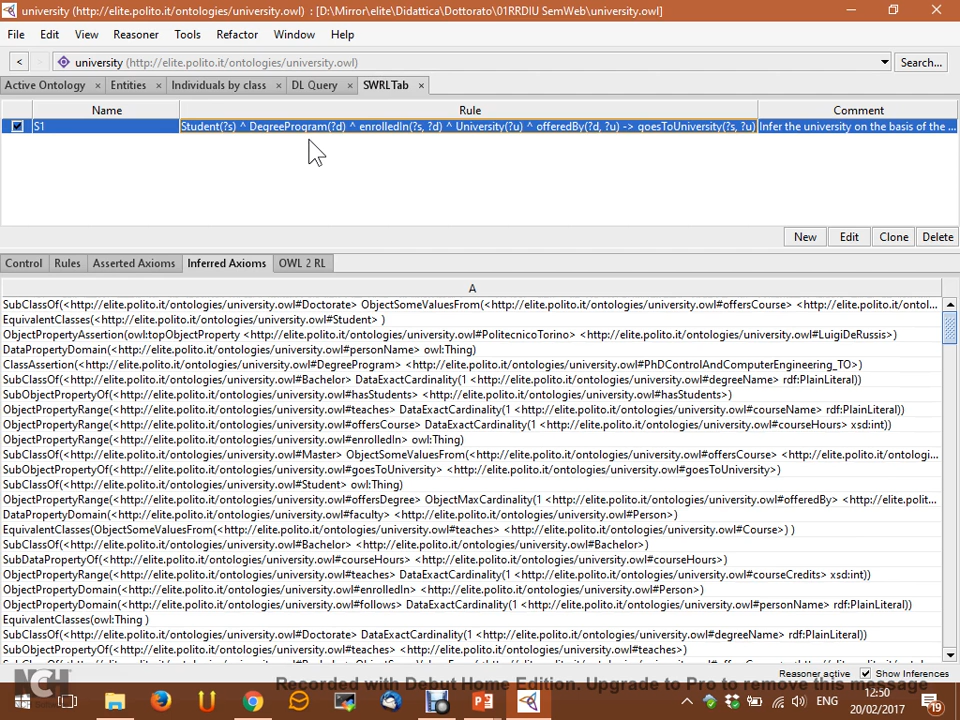 university (http://elite.polito.it/ontologies/university.owl) : [D:\Mirror\elite\Didattica\Dottorato\01RRDIU SemWeb\university.owl]
File Edit View Reasoner Tools Refactor Window Help
< university (http://elite.polito.it/ontologies/university.owl) Search...
Active Ontology × Entities × Individuals by class × DL Query × SWRLTab ×
Name Rule Comment
S1 Student(?s) ^ DegreeProgram(?d) ^ enrolledIn(?s, ?d) ^ University(?u) ^ offeredBy(?d, ?u) -> goesToUniversity(?s, ?u) Infer the university on the basis of the ...
New Edit Clone Delete
Control Rules Asserted Axioms Inferred Axioms OWL 2 RL
A
SubClassOf(<http://elite.polito.it/ontologies/university.owl#Doctorate> ObjectSomeValuesFrom(<http://elite.polito.it/ontologies/university.owl#offersCourse> <http://elite.polito.it/ontol...
EquivalentClasses(<http://elite.polito.it/ontologies/university.owl#Student> )
ObjectPropertyAssertion(owl:topObjectProperty <http://elite.polito.it/ontologies/university.owl#PolitecnicoTorino> <http://elite.polito.it/ontologies/university.owl#LuigiDeRussis>)
DataPropertyDomain(<http://elite.polito.it/ontologies/university.owl#personName> owl:Thing)
ClassAssertion(<http://elite.polito.it/ontologies/university.owl#DegreeProgram> <http://elite.polito.it/ontologies/university.owl#PhDControlAndComputerEngineering_TO>)
SubClassOf(<http://elite.polito.it/ontologies/university.owl#Bachelor> DataExactCardinality(1 <http://elite.polito.it/ontologies/university.owl#degreeName> rdf:PlainLiteral))
SubObjectPropertyOf(<http://elite.polito.it/ontologies/university.owl#hasStudents> <http://elite.polito.it/ontologies/university.owl#hasStudents>)
ObjectPropertyRange(<http://elite.polito.it/ontologies/university.owl#teaches> DataExactCardinality(1 <http://elite.polito.it/ontologies/university.owl#courseName> rdf:PlainLiteral))
ObjectPropertyRange(<http://elite.polito.it/ontologies/university.owl#offersCourse> DataExactCardinality(1 <http://elite.polito.it/ontologies/university.owl#courseHours> xsd:int))
ObjectPropertyRange(<http://elite.polito.it/ontologies/university.owl#enrolledIn> owl:Thing)
SubClassOf(<http://elite.polito.it/ontologies/university.owl#Master> ObjectSomeValuesFrom(<http://elite.polito.it/ontologies/university.owl#offersCourse> <http://elite.polito.it/ontologi...
SubObjectPropertyOf(<http://elite.polito.it/ontologies/university.owl#goesToUniversity> <http://elite.polito.it/ontologies/university.owl#goesToUniversity>)
SubClassOf(<http://elite.polito.it/ontologies/university.owl#Student> owl:Thing)
ObjectPropertyRange(<http://elite.polito.it/ontologies/university.owl#offersDegree> ObjectMaxCardinality(1 <http://elite.polito.it/ontologies/university.owl#offeredBy> <http://elite.polit...
DataPropertyDomain(<http://elite.polito.it/ontologies/university.owl#faculty> <http://elite.polito.it/ontologies/university.owl#Person>)
EquivalentClasses(ObjectSomeValuesFrom(<http://elite.polito.it/ontologies/university.owl#teaches> <http://elite.polito.it/ontologies/university.owl#Course>) )
SubClassOf(<http://elite.polito.it/ontologies/university.owl#Bachelor> <http://elite.polito.it/ontologies/university.owl#Bachelor>)
SubDataPropertyOf(<http://elite.polito.it/ontologies/university.owl#courseHours> <http://elite.polito.it/ontologies/university.owl#courseHours>)
ObjectPropertyRange(<http://elite.polito.it/ontologies/university.owl#teaches> DataExactCardinality(1 <http://elite.polito.it/ontologies/university.owl#courseCredits> xsd:int))
ObjectPropertyDomain(<http://elite.polito.it/ontologies/university.owl#enrolledIn> <http://elite.polito.it/ontologies/university.owl#Person>)
ObjectPropertyDomain(<http://elite.polito.it/ontologies/university.owl#follows> DataExactCardinality(1 <http://elite.polito.it/ontologies/university.owl#personName> rdf:PlainLiteral))
EquivalentClasses(owl:Thing )
SubClassOf(<http://elite.polito.it/ontologies/university.owl#Doctorate> DataExactCardinality(1 <http://elite.polito.it/ontologies/university.owl#degreeName> rdf:PlainLiteral))
SubObjectPropertyOf(<http://elite.polito.it/ontologies/university.owl#teaches> <http://elite.polito.it/ontologies/university.owl#teaches>)
Reasoner active Show Inferences
NCH Recorded with Debut Home Edition. Upgrade to Pro to remove this message
ENG 12:50
20/02/2017 19